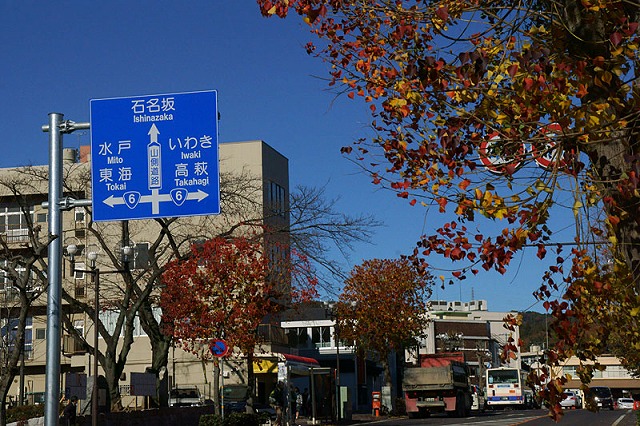 石名坂
Ishinazaka
水戸
Mito
東海
Tokai
山側道路
いわき
Iwaki
高萩
Takahagi
6
6